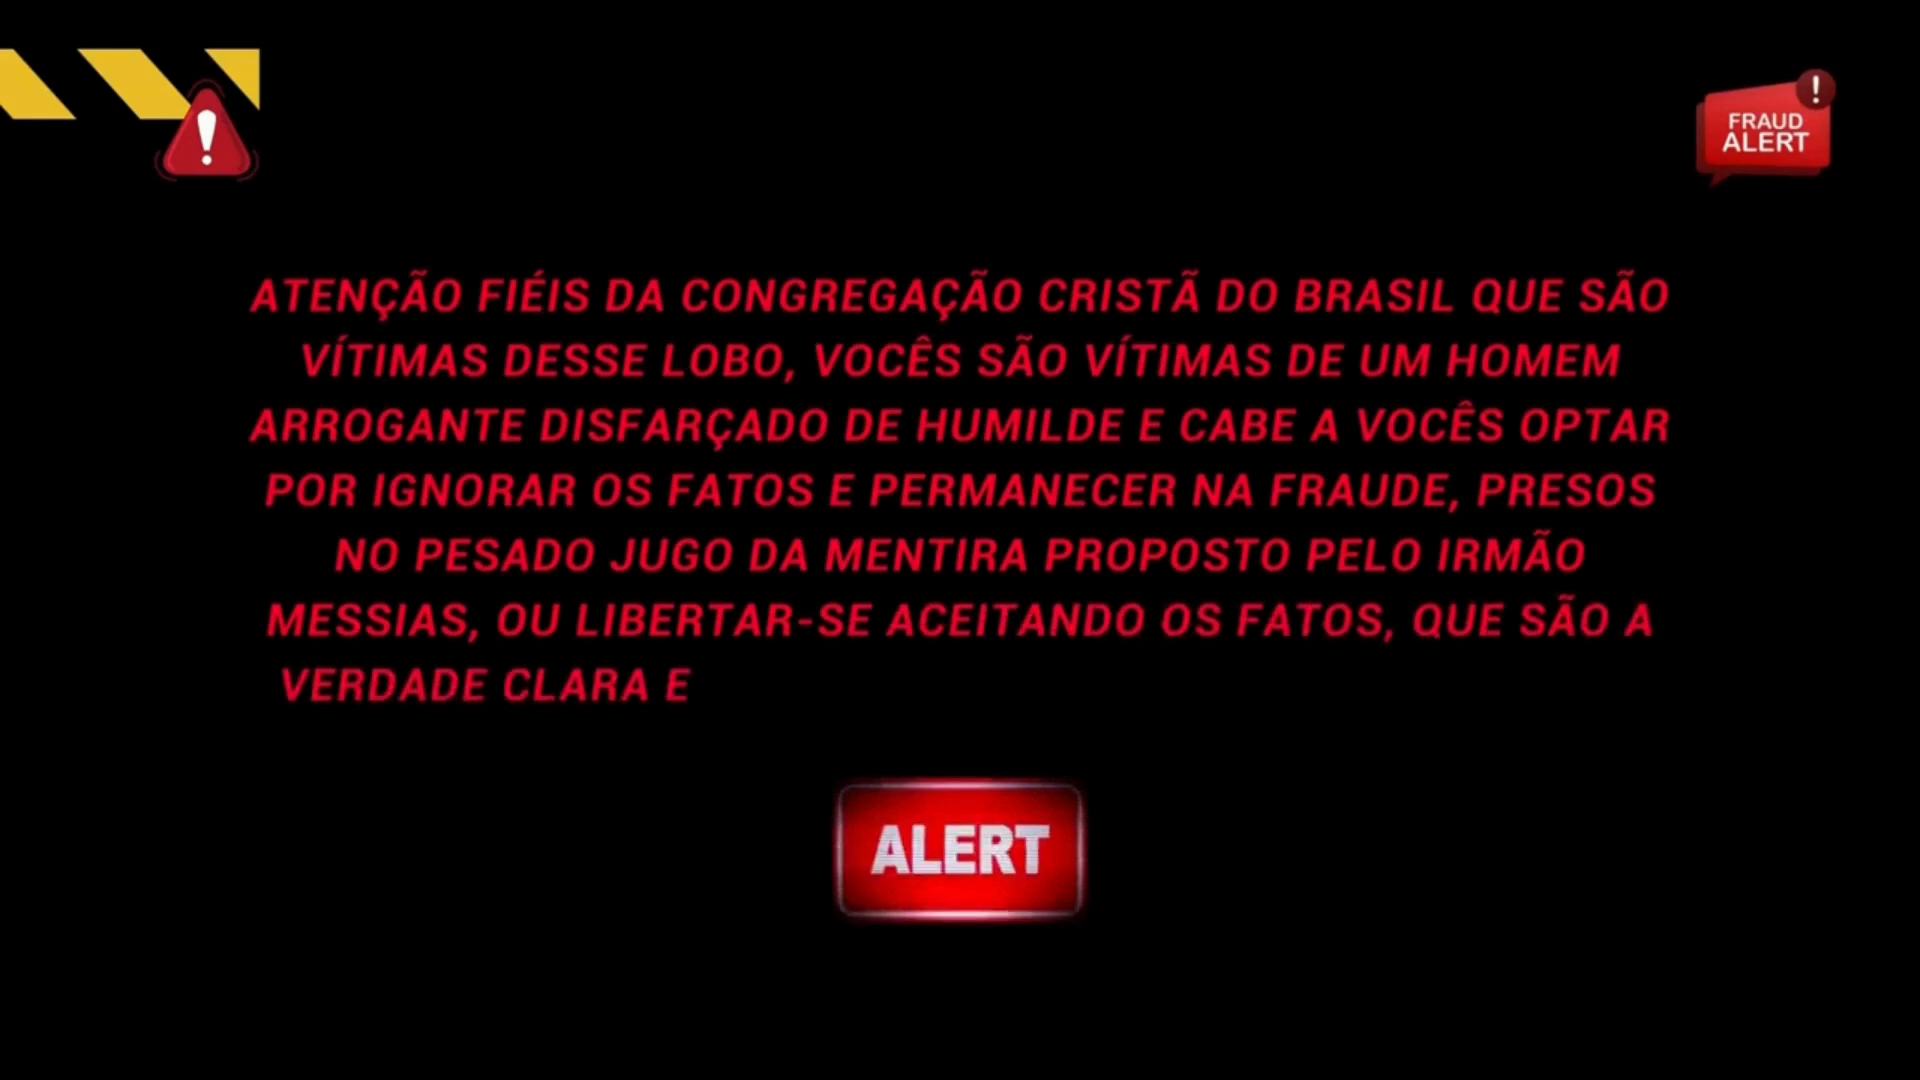 !
FRAUD
ALERT
!
ATENÇÃO FIÉIS DA CONGREGAÇÃO CRISTÃ DO BRASIL QUE SÃO
VÍTIMAS DESSE LOBO, VOCÊS SÃO VÍTIMAS DE UM HOMEM
ARROGANTE DISFARÇADO DE HUMILDE E CABE A VOCÊS OPTAR
POR IGNORAR OS FATOS E PERMANECER NA FRAUDE, PRESOS
NO PESADO JUGO DA MENTIRA PROPOSTO PELO IRMÃO
MESSIAS, OU LIBERTAR-SE ACEITANDO OS FATOS, QUE SÃO A
VERDADE CLARA E
ALERT